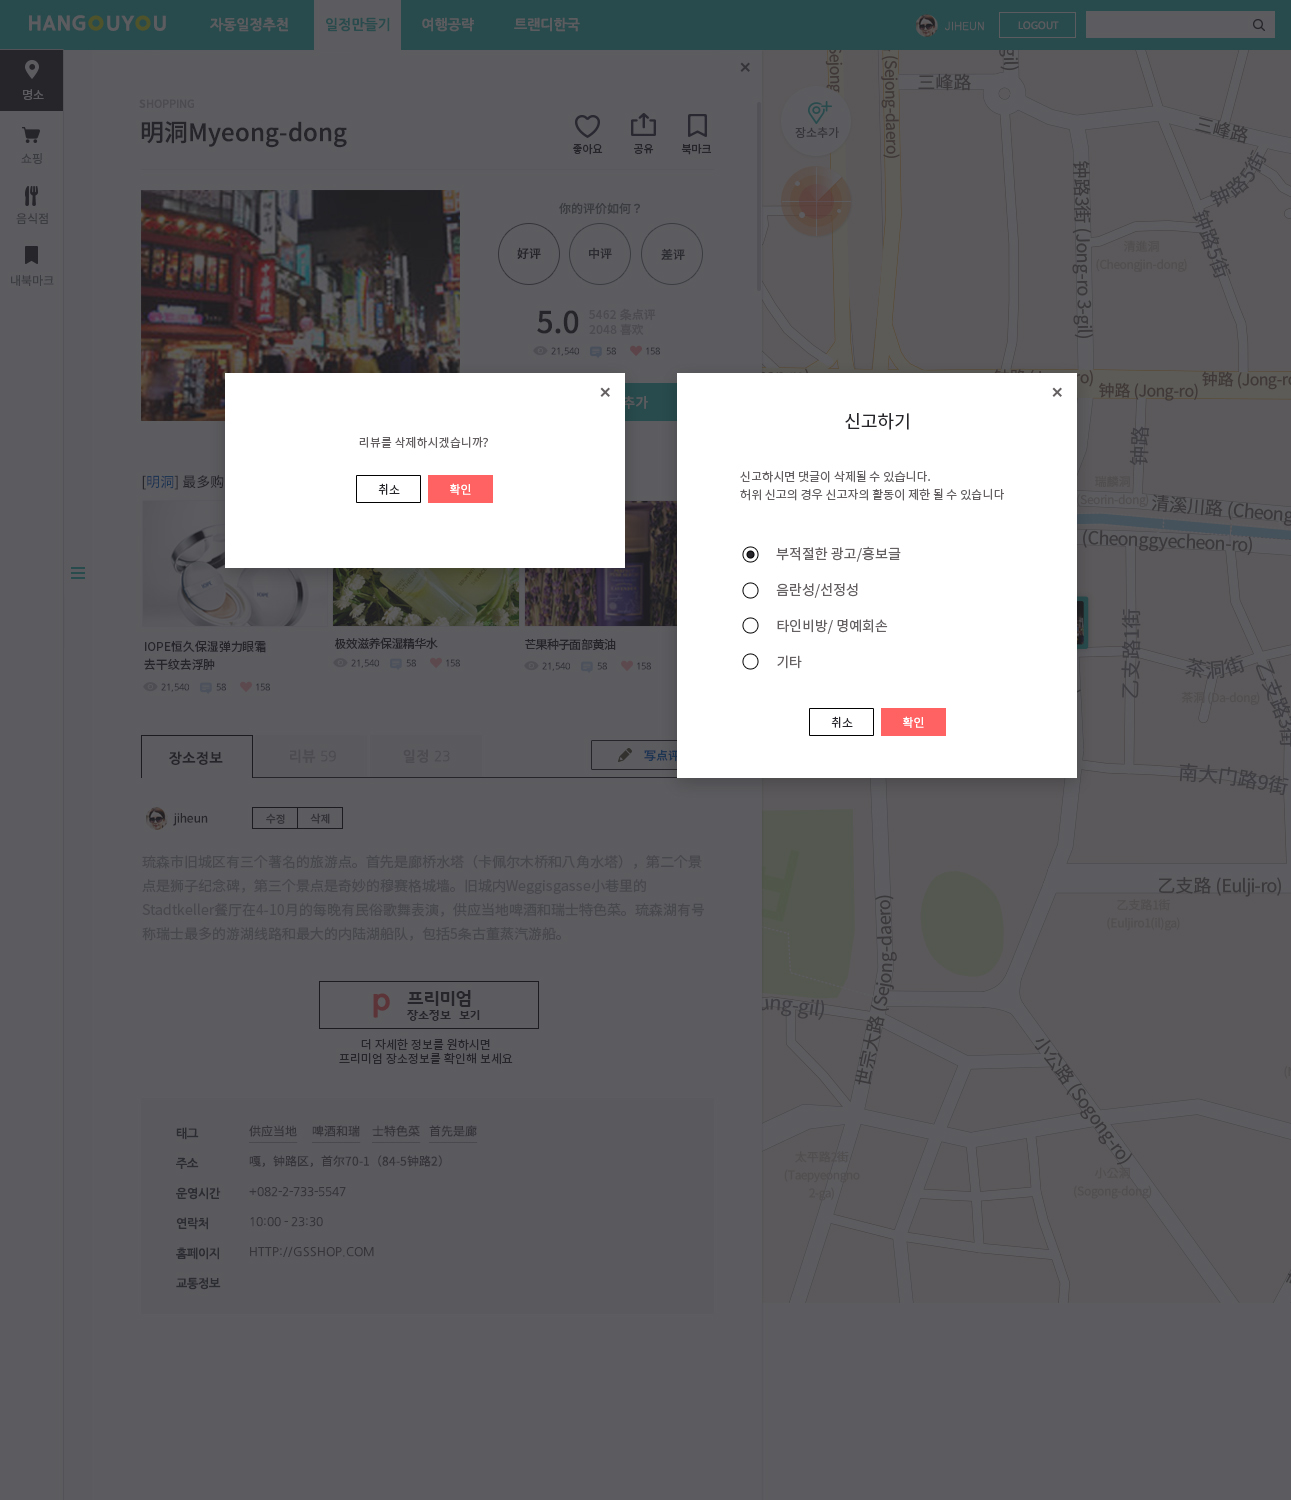 HANGOUYOU
자동일정추천
일정만들기
여행공략
트랜디한국
JIHEUN
LOGOUT
명소
쇼핑
음식점
내북마크
SHOPPING
明洞Myeong-dong
좋아요
공유
북마크
你的评价如何？
好评
中评
差评
5.0
5462 条点评
2048 喜欢
21,540
58
158
추가
[明洞] 最多购
IOPE恒久保湿弹力眼霜
去干纹去浮肿
21,540
58
158
极效滋养保湿精华水
21,540
58
158
芒果种子面部黄油
21,540
58
158
리뷰를 삭제하시겠습니까?
취소
확인
신고하기
신고하시면 댓글이 삭제될 수 있습니다.
허위 신고의 경우 신고자의 활동이 제한 될 수 있습니다
부적절한 광고/홍보글
음란성/선정성
타인비방/ 명예회손
기타
취소
확인
장소정보
리뷰 59
일정 23
写点评
jiheun
수정
삭제
琉森市旧城区有三个著名的旅游点。首先是廊桥水塔（卡佩尔木桥和八角水塔），第二个景
点是狮子纪念碑，第三个景点是奇妙的穆赛格城墙。旧城内Weggisgasse小巷里的
Stadtkeller餐厅在4-10月的每晚有民俗歌舞表演，供应当地啤酒和瑞士特色菜。琉森湖有号
称瑞士最多的游湖线路和最大的内陆湖船队，包括5条古董蒸汽游船。
p 프리미엄
장소정보 보기
더 자세한 정보를 원하시면
프리미엄 장소정보를 확인해 보세요
태그
供应当地
啤酒和瑞
士特色菜
首先是廊
주소
嘎，钟路区，首尔70-1（84-5钟路2）
운영시간
+082-2-733-5547
연락처
10:00 - 23:30
홈페이지
HTTP://GSSHOP.COM
교통정보
장소추가
Sejong
(Sejong-daero)
gil)
三峰路
三峰路
钟路5街
钟路5街
钟路3街 (Jong-ro 3-gil)
清進洞
(Cheongjin-dong)
钟路 (Jong-ro)
钟路 (Jong-ro
钟路
瑞麟洞
(Seorin-dong)
清溪川路 (Cheong
(Cheonggyecheon-ro)
乙支路1街
茶洞街
茶洞 (Da-dong)
乙支路3街
南大门路9街
乙支路 (Eulji-ro)
乙支路1街
(Euljiro1(il)ga)
ung-gil)
世宗大路 (Sejong-daero)
小公路 (Sogong-ro)
太平路2街
(Taepyeongno
2-ga)
小公洞
(Sogong-dong)